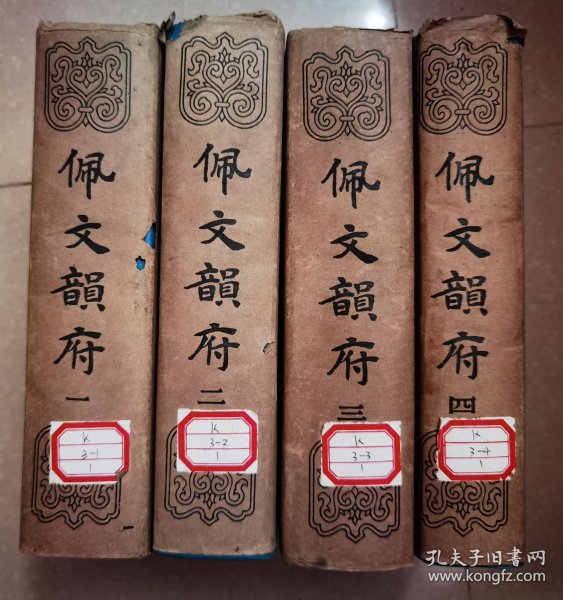 佩文韻府 一
K
3-1
1
佩文韻府 二
K
3-2
1
佩文韻府 三
K
3-3
1
佩文韻府 四
K
3-4
1
孔夫子旧书网
www.kongfz.com